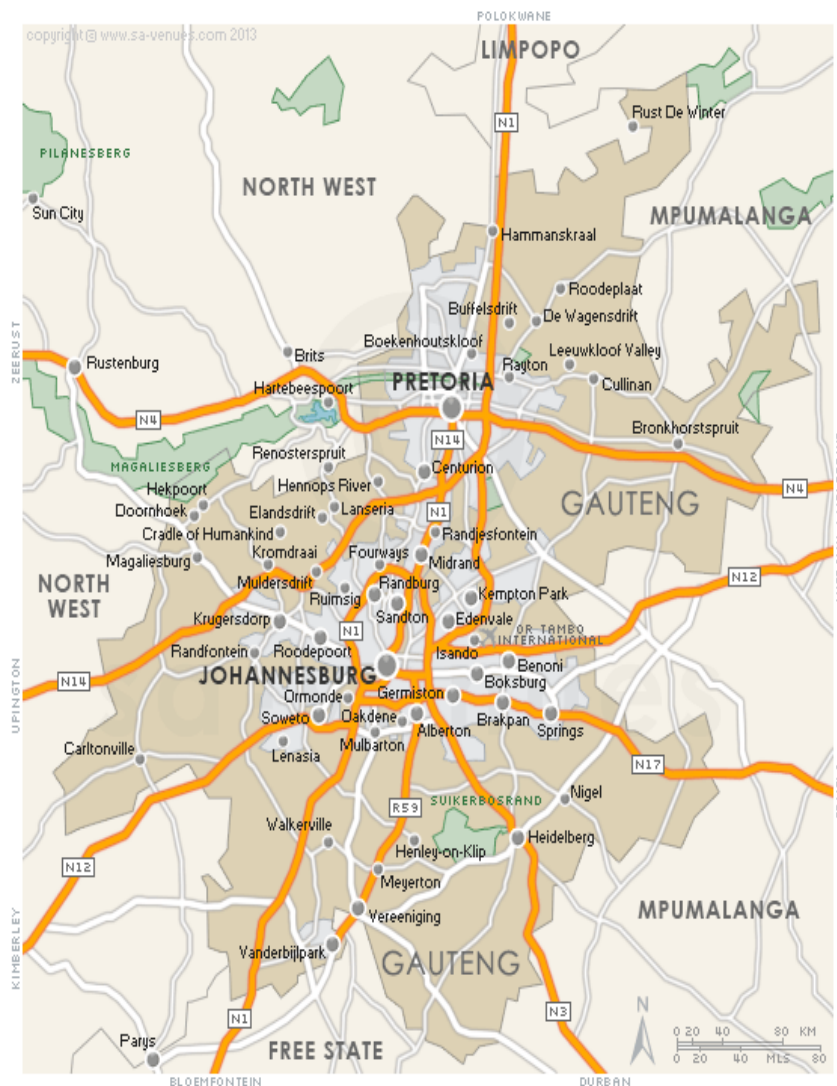 POLOKWANE
copyright@ www.sa-venues.com 2013
LIMPOPO
N1
Rust De Winter
PILANESBERG
NORTH WEST
Sun City
MPUMALANGA
Hammanskraal
Roodeplaat
Buffelsdrift
De Wagensdrift
ZEERUST
Boekenhoutskloof
Leeuwkloof Valley
Brits
Rustenburg
Rayton
PRETORIA
Cullinan
Hartebeespoort
N4
Bronkhorstspruit
N14
Renosterspruit
MAGALIESBERG
Centurion
Hennops River
Hekpoort
N4
GAUTENG
Doornhoek
Elandsdrift
Lanseria
N1
Cradle of Humankind
Randjesfontein
Kromdraai
Fourways
Magaliesburg
Midrand
NORTH
WEST
Muldersdrift
Randburg
N12
Ruimsig
Kempton Park
Sandton
Krugersdorp
N1
Edenvale
OR TAMBO
INTERNATIONAL
Randfontein
Roodepoort
Isando
JOHANNESBURG
Benoni
N14
Boksburg
UPINGTON
Ormonde
Germiston
Soweto
Oakdene
Alberton
Brakpan
Springs
Mulbarton
Carltonville
Lenasia
N17
SUIKERBOSRAND
Nigel
R59
Walkerville
Heidelberg
Henley-on-Klip
N12
Meyerton
KIMBERLEY
Vereeniging
MPUMALANGA
Vanderbijlpark
GAUTENG
N
N1
N3
Parys
0 20 40 80 KM
0 20 40 MLS 80
FREE STATE
BLOEMFONTEIN
DURBAN